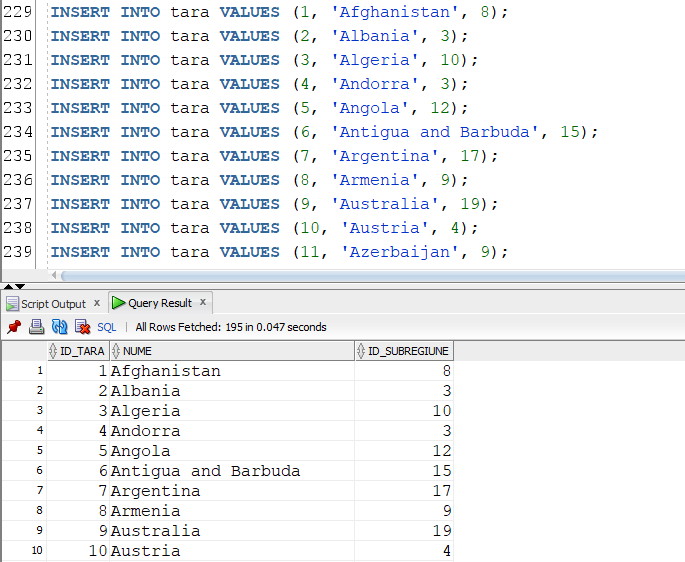 229 INSERT INTO tara VALUES (1, 'Afghanistan', 8);
230 INSERT INTO tara VALUES (2, 'Albania', 3);
231 INSERT INTO tara VALUES (3, 'Algeria', 10);
232 INSERT INTO tara VALUES (4, 'Andorra', 3);
233 INSERT INTO tara VALUES (5, 'Angola', 12);
234 INSERT INTO tara VALUES (6, 'Antigua and Barbuda', 15);
235 INSERT INTO tara VALUES (7, 'Argentina', 17);
236 INSERT INTO tara VALUES (8, 'Armenia', 9);
237 INSERT INTO tara VALUES (9, 'Australia', 19);
238 INSERT INTO tara VALUES (10, 'Austria', 4);
239 INSERT INTO tara VALUES (11, 'Azerbaijan', 9);
Script Output x Query Result x
SQL | All Rows Fetched: 195 in 0.047 seconds
ID_TARA NUME ID_SUBREGIUNE
1 1 Afghanistan 8
2 2 Albania 3
3 3 Algeria 10
4 4 Andorra 3
5 5 Angola 12
6 6 Antigua and Barbuda 15
7 7 Argentina 17
8 8 Armenia 9
9 9 Australia 19
10 10 Austria 4